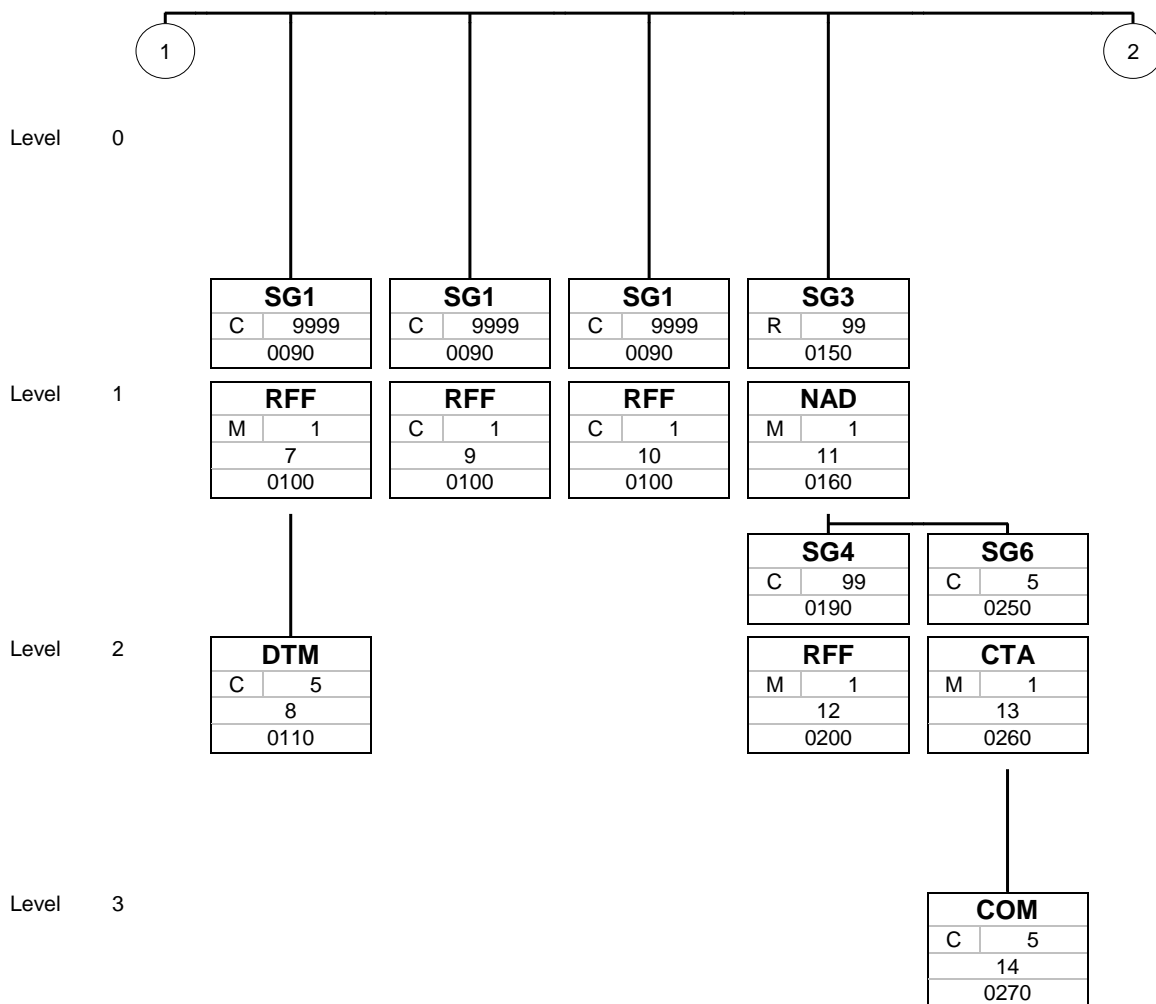 1
2
Level 0
SG1 SG1 SG1 SG3
C 9999 C 9999 C 9999 R 99
0090 0090 0090 0150
Level 1
RFF RFF RFF NAD
M 1 C 1 C 1 M 1
7 9 10 11
0100 0100 0100 0160
SG4 SG6
C 99 C 5
0190 0250
Level 2
DTM RFF CTA
C 5 M 1 M 1
8 12 13
0110 0200 0260
Level 3
COM
C 5
14
0270